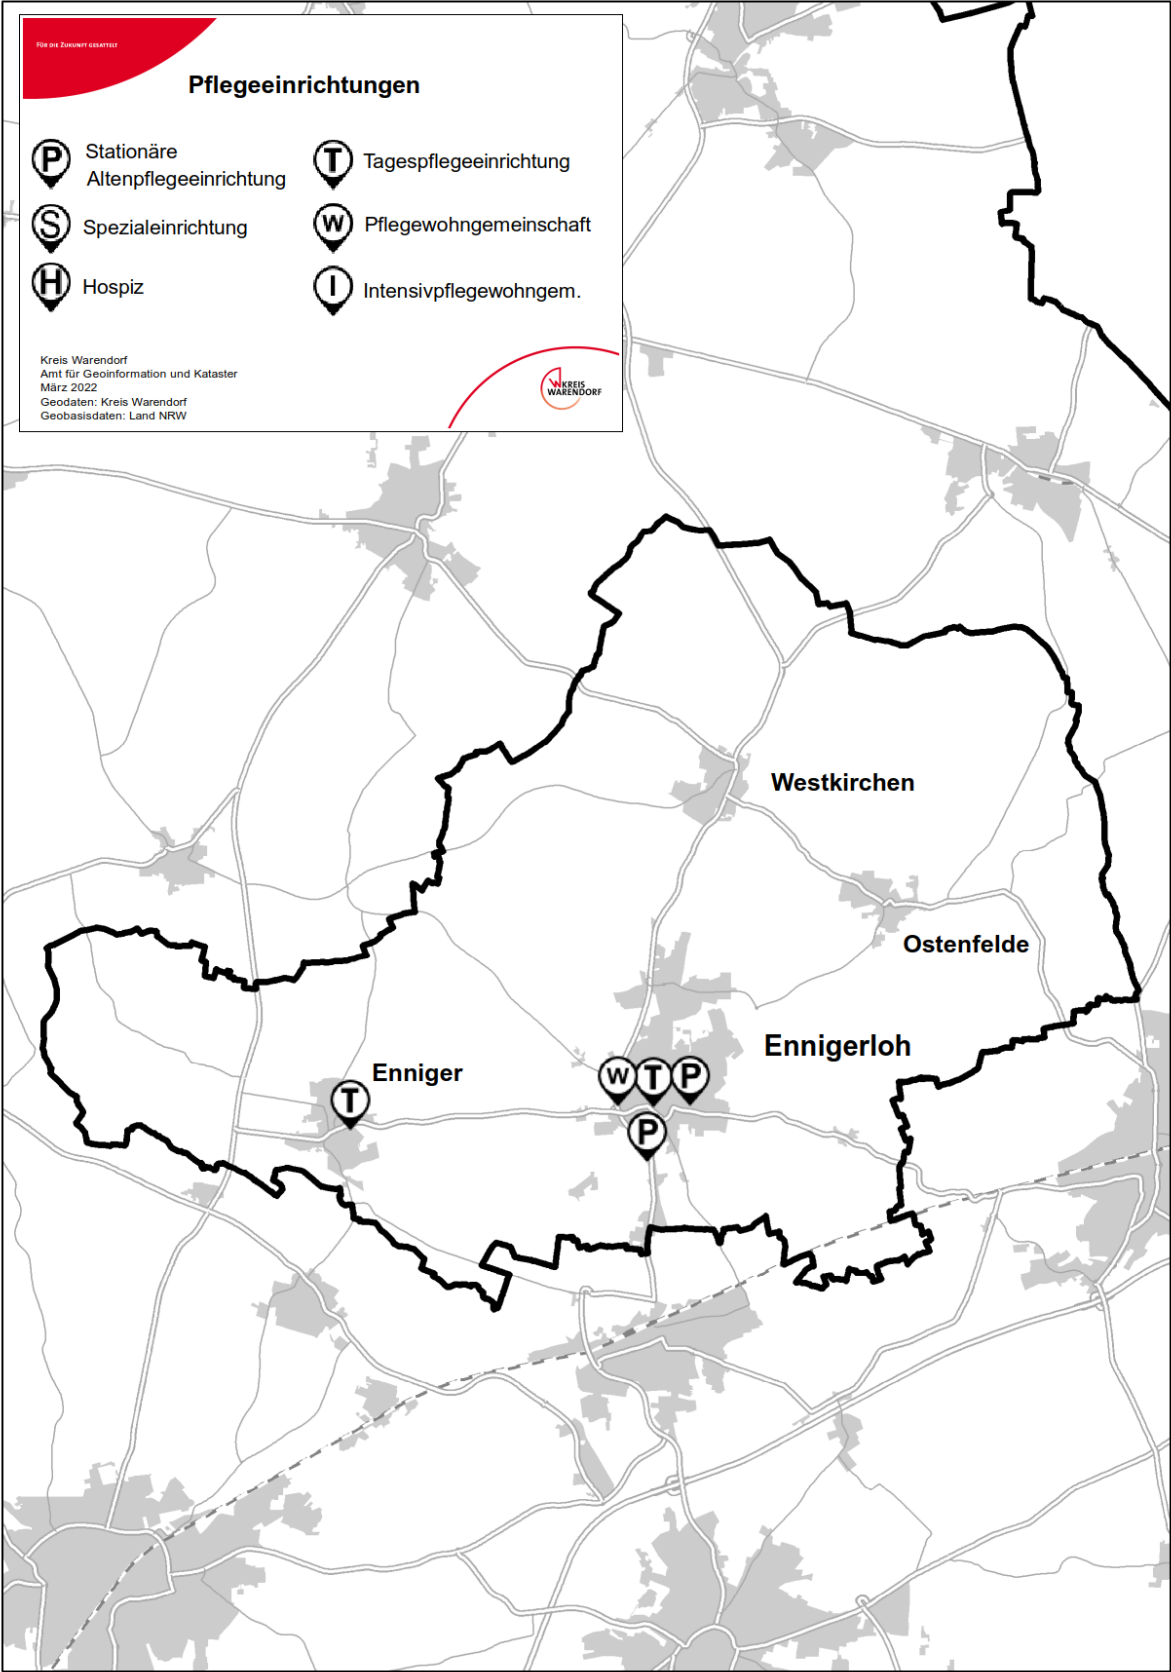 FÜR DIE ZUKUNFT GESATTELT
Pflegeeinrichtungen
P Stationäre
Altenpflegeeinrichtung
T Tagespflegeeinrichtung
S Spezialeinrichtung
W Pflegewohngemeinschaft
H Hospiz
I Intensivpflegewohngem.
Kreis Warendorf
Amt für Geoinformation und Kataster
März 2022
Geodaten: Kreis Warendorf
Geobasisdaten: Land NRW
KREIS
WARENDORF
Westkirchen
Ostenfelde
Ennigerloh
Enniger
W T P
T
P